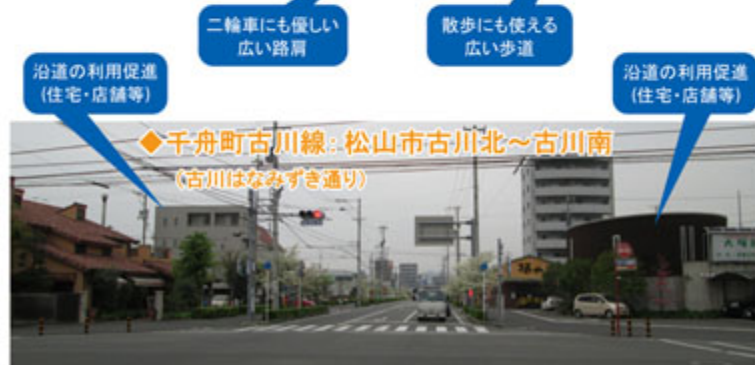 二輪車にも優しい
広い路肩
散歩にも使える
広い歩道
沿道の利用促進
(住宅・店舗等)
沿道の利用促進
(住宅・店舗等)
◆千舟町古川線：松山市古川北～古川南
(古川はなみずき通り)